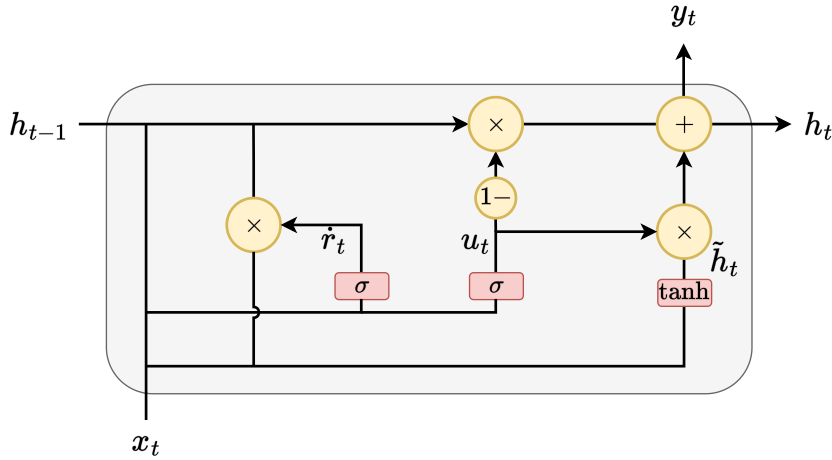 y_t
h_{t−1}
×
+
h_t
1−
×
ṙ_t
u_t
×
h̃_t
σ
σ
tanh
x_t